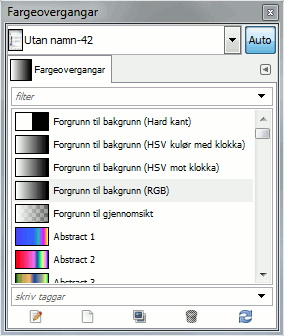 Fargeovergangar
Utan namn-42
Auto
Fargeovergangar
filter
Forgrunn til bakgrunn (Hard kant)
Forgrunn til bakgrunn (HSV kulør med klokka)
Forgrunn til bakgrunn (HSV mot klokka)
Forgrunn til bakgrunn (RGB)
Forgrunn til gjennomsikt
Abstract 1
Abstract 2
Abstract 3
skriv taggar